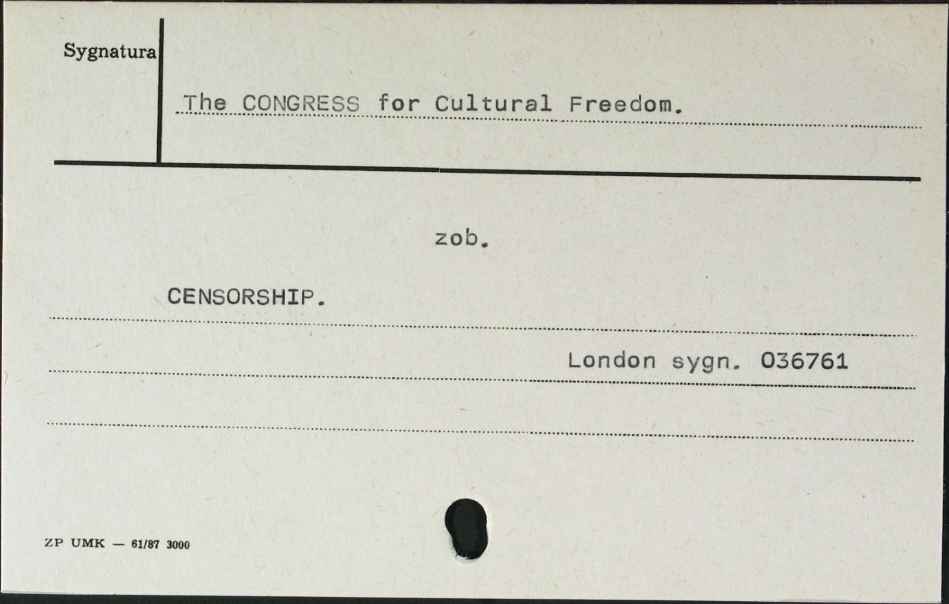 Sygnatura
The CONGRESS for Cultural Freedom.
zob.
CENSORSHIP.
London sygn. 036761
ZP UMK — 61/87 3000